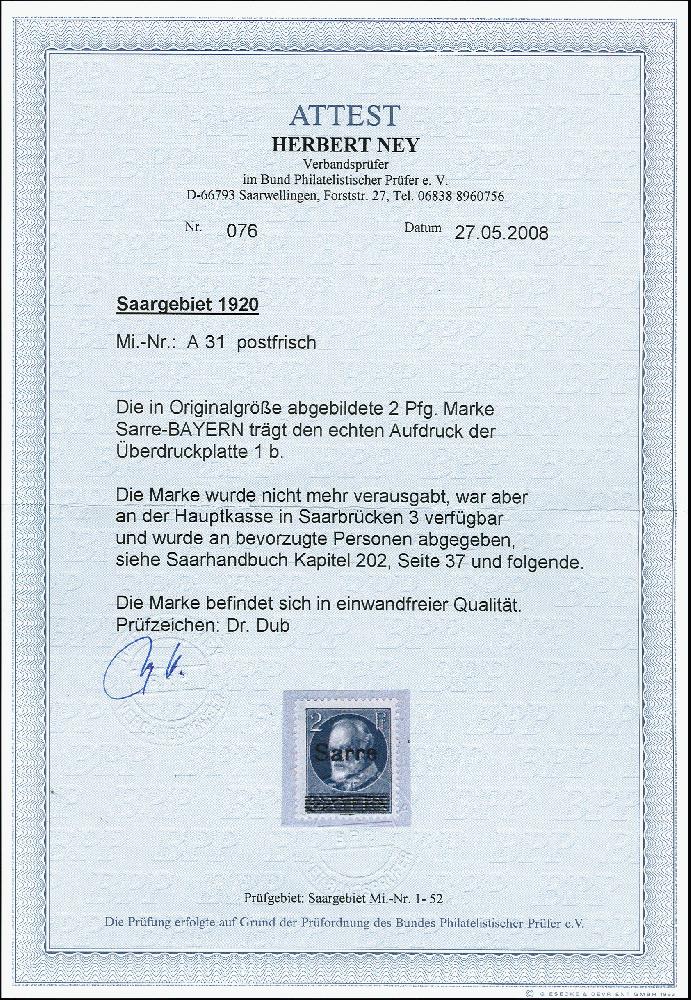 ATTEST
HERBERT NEY
Verbandsprüfer
im Bund Philatelistischer Prüfer e. V.
D-66793 Saarwellingen, Forststr. 27, Tel. 06838 8960756
Nr. 076 Datum 27.05.2008
Saargebiet 1920
Mi.-Nr.: A 31 postfrisch
Die in Originalgröße abgebildete 2 Pfg. Marke
Sarre-BAYERN trägt den echten Aufdruck der
Überdruckplatte 1 b.
Die Marke wurde nicht mehr verausgabt, war aber
an der Hauptkasse in Saarbrücken 3 verfügbar
und wurde an bevorzugte Personen abgegeben,
siehe Saarhandbuch Kapitel 202, Seite 37 und folgende.
Die Marke befindet sich in einwandfreier Qualität.
Prüfzeichen: Dr. Dub
2 Pf
Sarre
Prüfgebiet: Saargebiet Mi.-Nr. 1- 52
Die Prüfung erfolgte auf Grund der Prüfordnung des Bundes Philatelistischer Prüfer e.V.
© GIESECKE & DEVRIENT GMBH